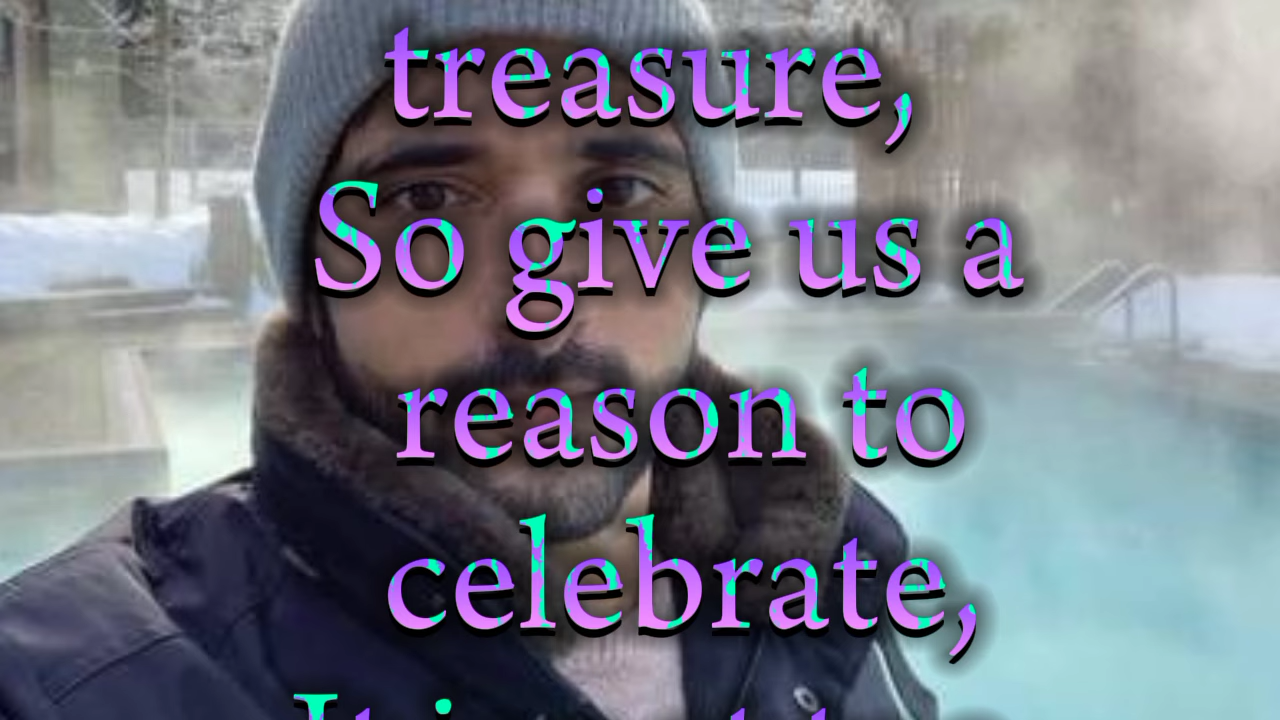 treasure,
So give us a
reason to
celebrate,